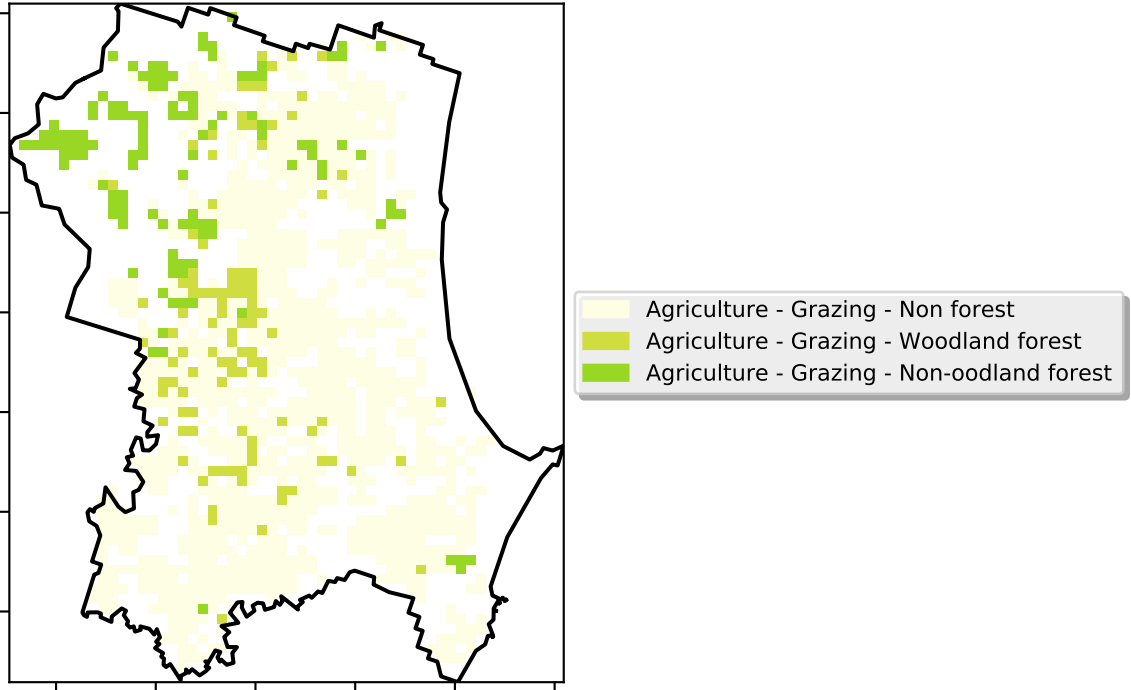 Agriculture - Grazing - Non forest
Agriculture - Grazing - Woodland forest
Agriculture - Grazing - Non-oodland forest